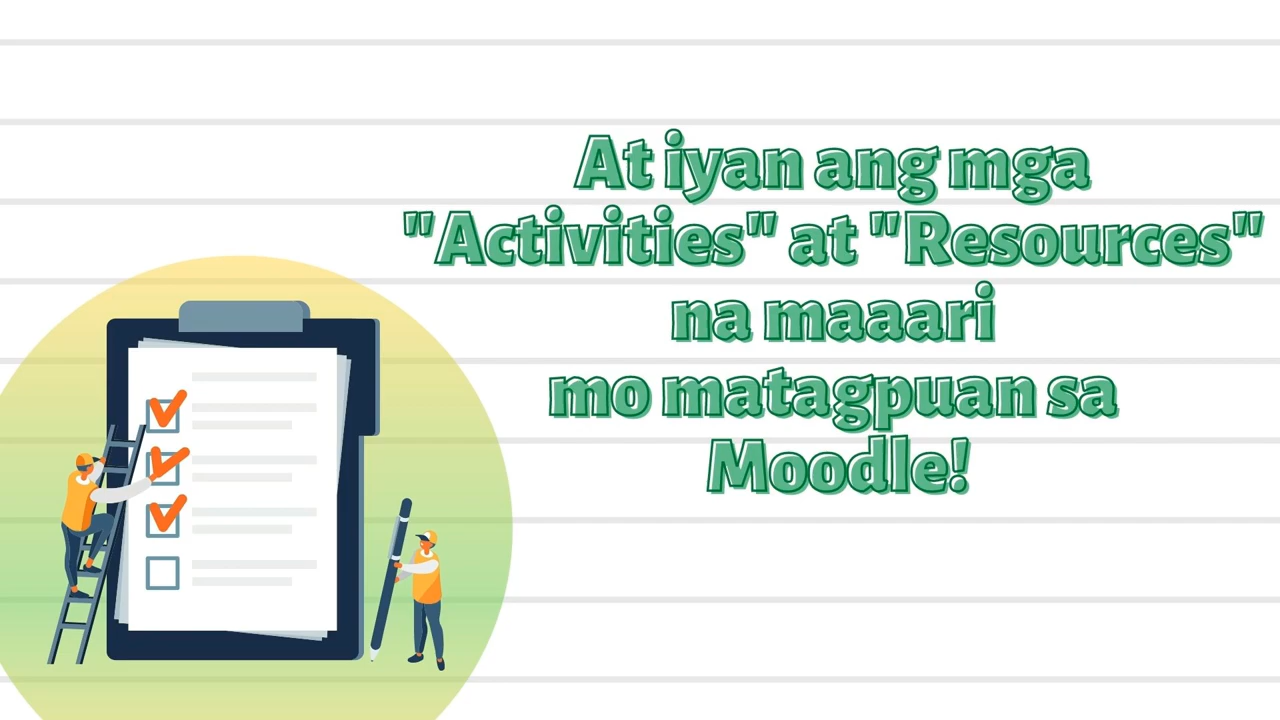 At iyan ang mga
"Activities" at "Resources"
na maaari
mo matagpuan sa
Moodle!